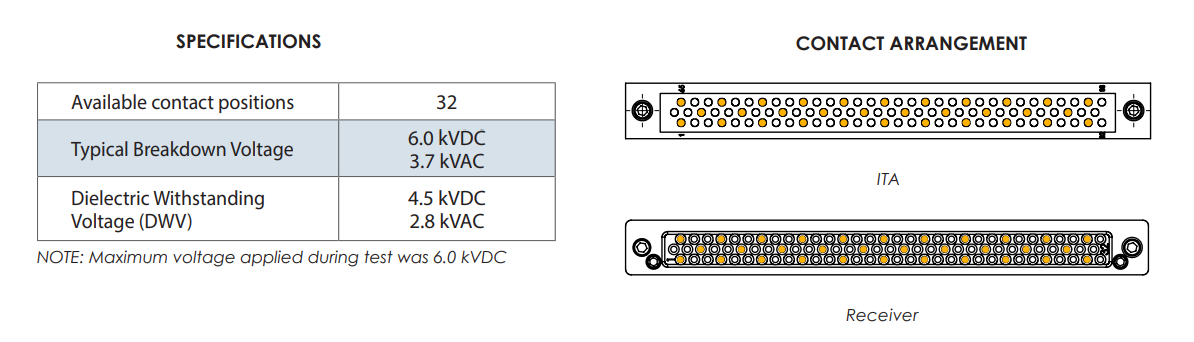 SPECIFICATIONS
Available contact positions 32
Typical Breakdown Voltage 6.0 kVDC
3.7 kVAC
Dielectric Withstanding
Voltage (DWV) 4.5 kVDC
2.8 kVAC
NOTE: Maximum voltage applied during test was 6.0 kVDC
CONTACT ARRANGEMENT
1
ITA
1
Receiver